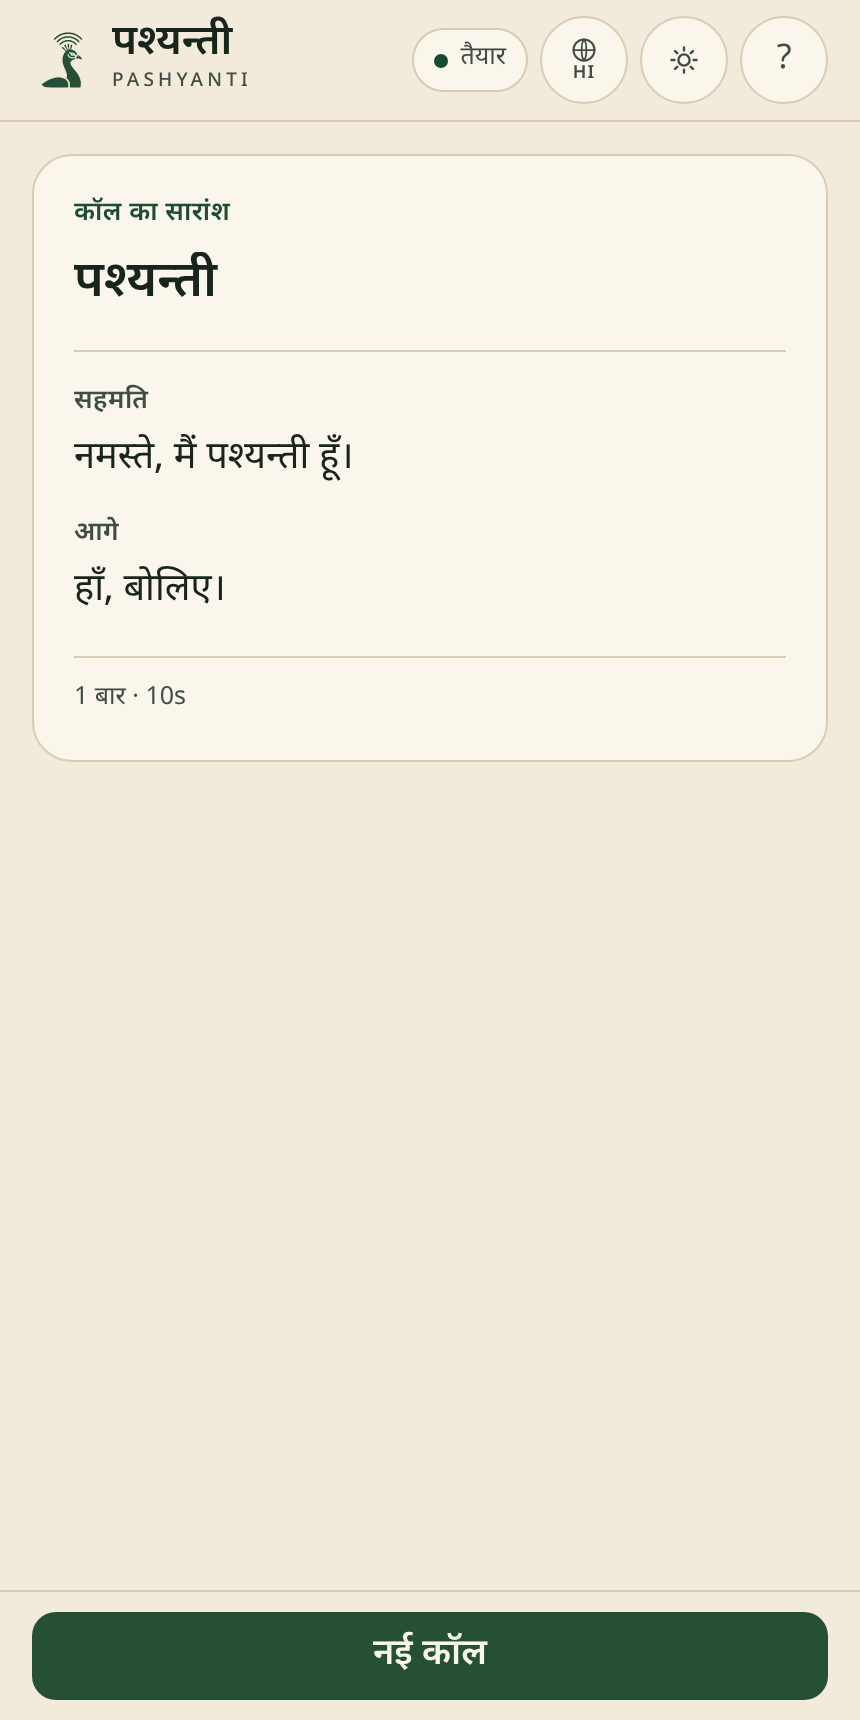 पश्यन्ती
PASHYANTI
तैयार
HI
?
कॉल का सारांश
पश्यन्ती
सहमति
नमस्ते, मैं पश्यन्ती हूँ।
आगे
हाँ, बोलिए।
1 बार · 10s
नई कॉल